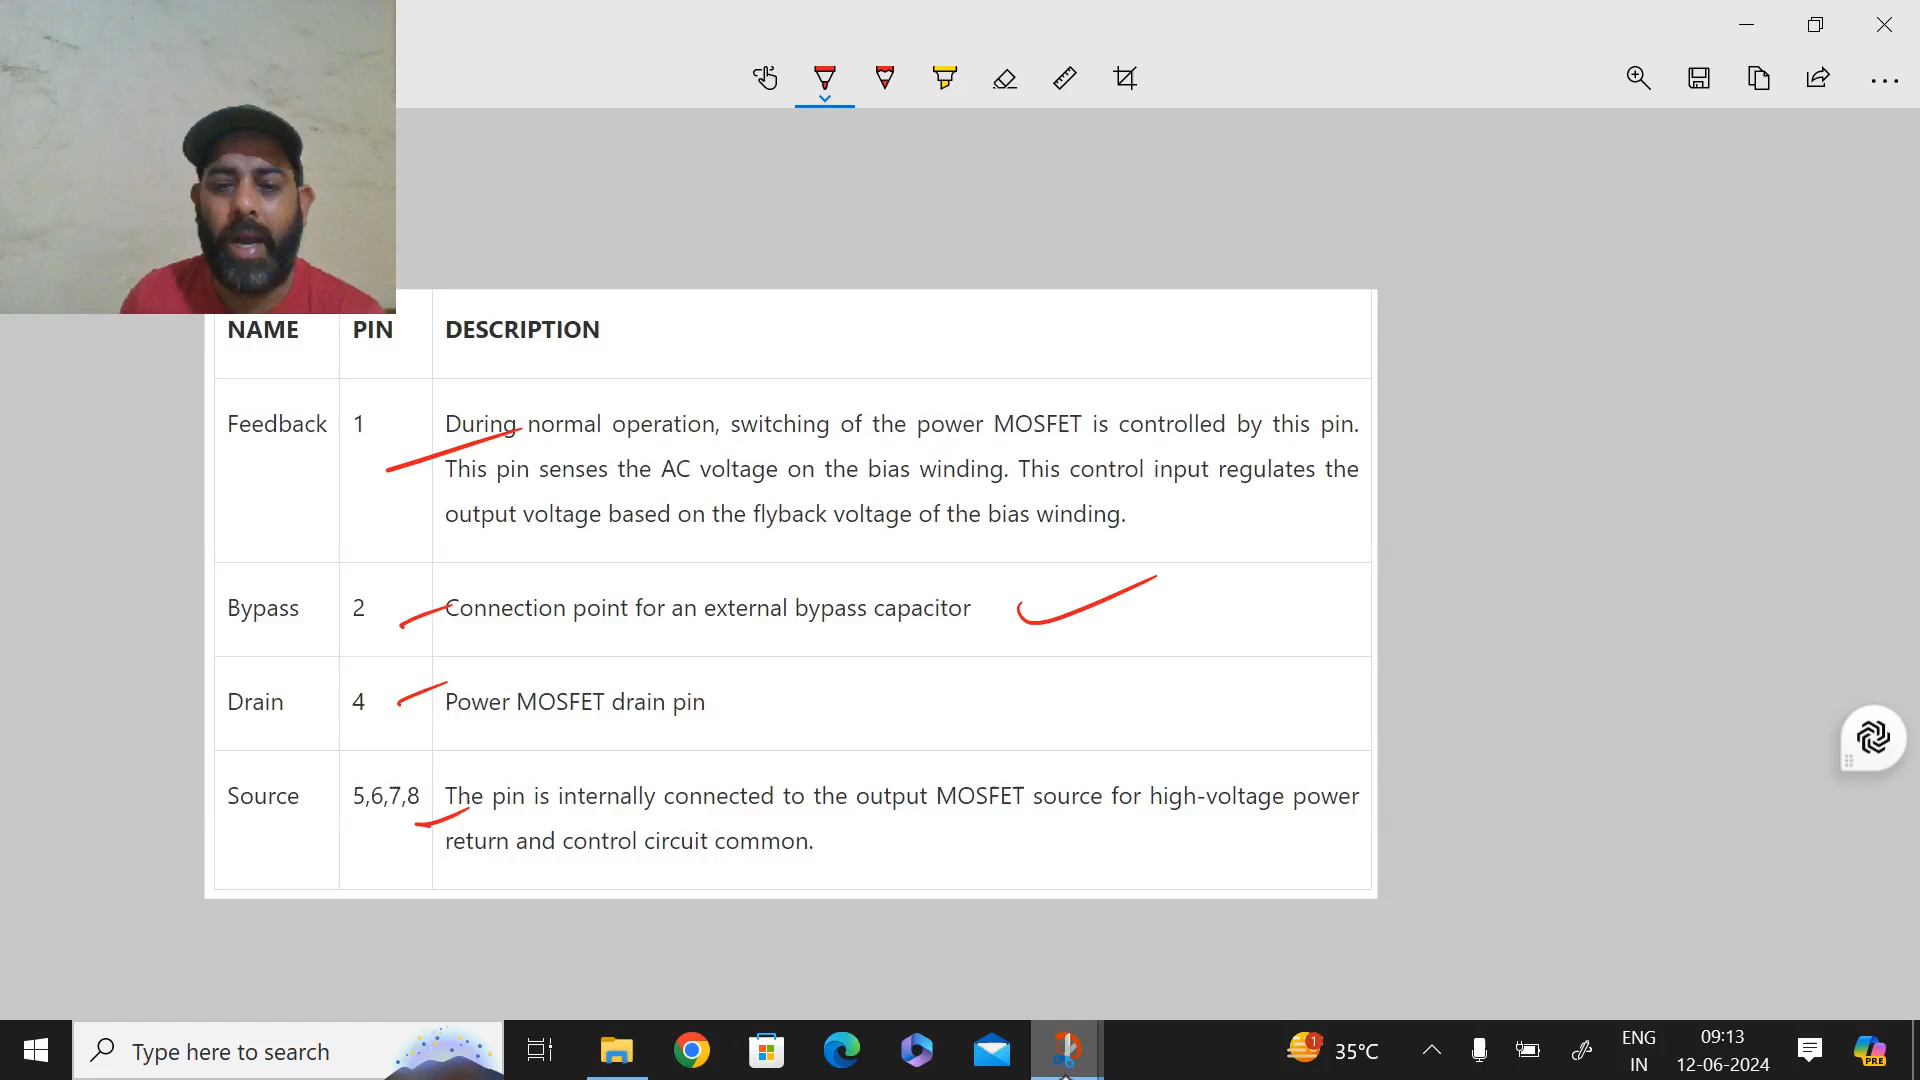 NAME PIN DESCRIPTION
Feedback 1 During normal operation, switching of the power MOSFET is controlled by this pin.
This pin senses the AC voltage on the bias winding. This control input regulates the
output voltage based on the flyback voltage of the bias winding.
Bypass 2 Connection point for an external bypass capacitor
Drain 4 Power MOSFET drain pin
Source 5,6,7,8 The pin is internally connected to the output MOSFET source for high-voltage power
return and control circuit common.
Type here to search
1
35°C
ENG
IN
09:13
12-06-2024
PRE